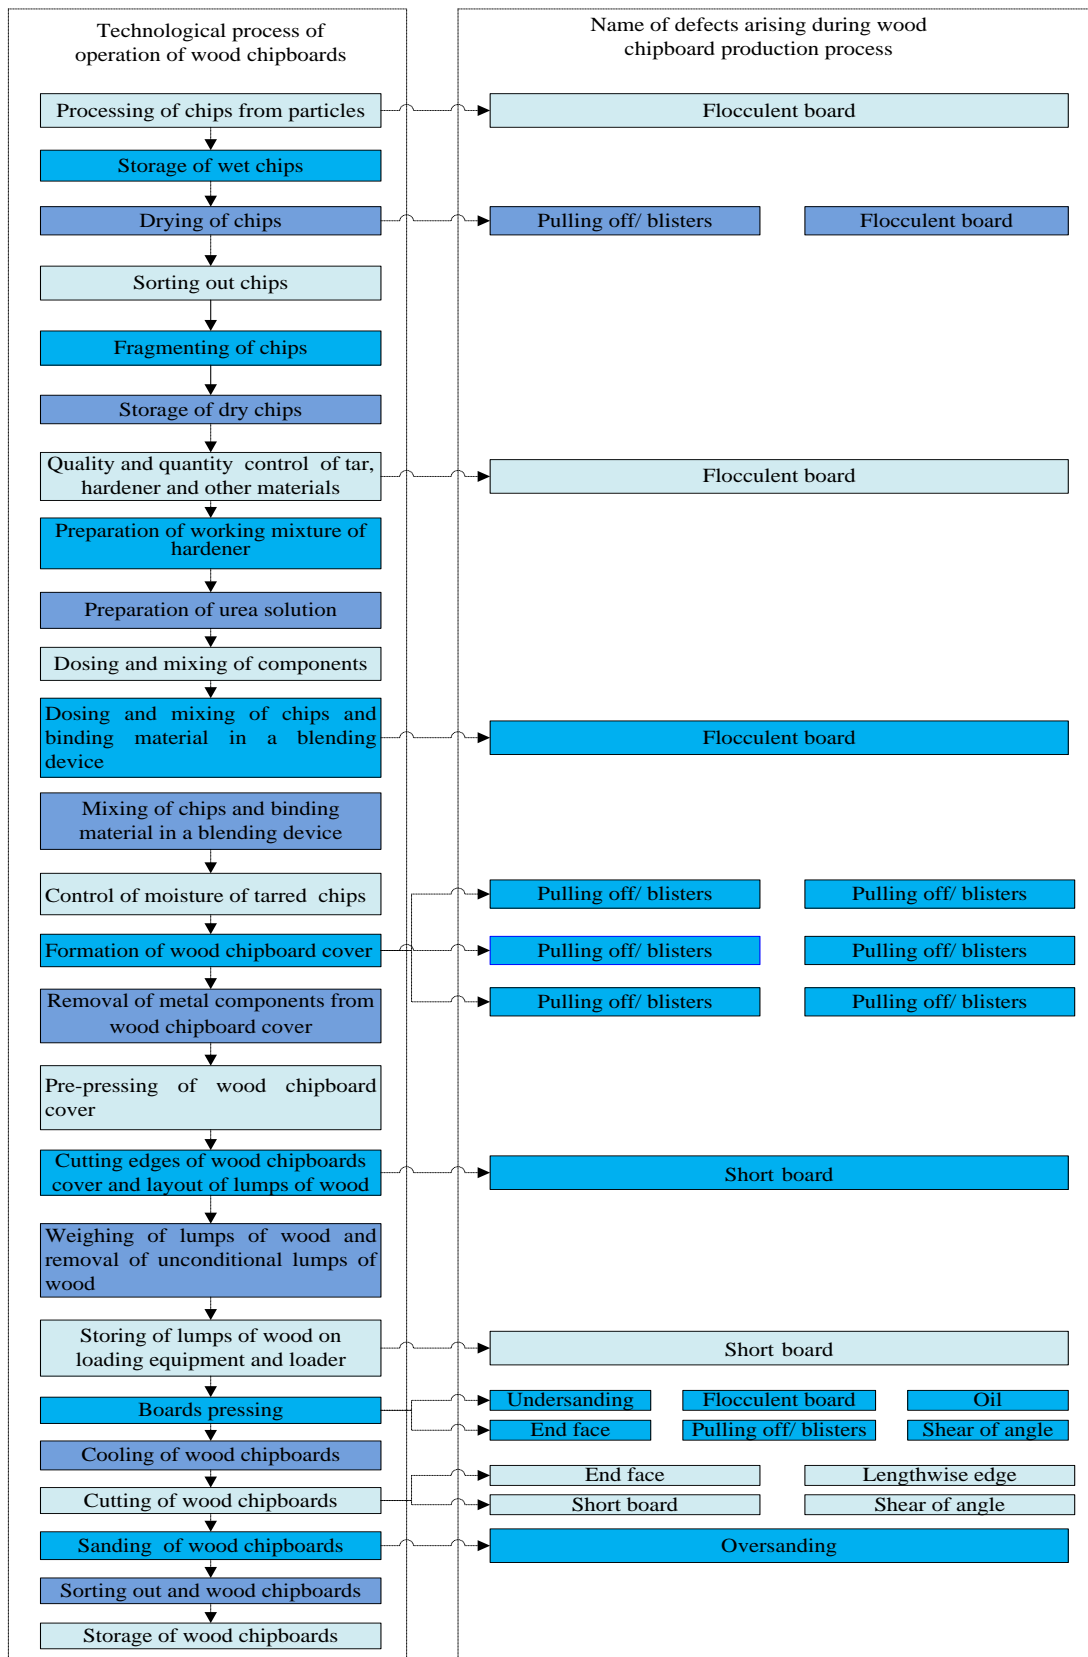 Technological process of
operation of wood chipboards
Name of defects arising during wood
chipboard production process
Processing of chips from particles
Flocculent board
Storage of wet chips
Drying of chips
Pulling off/ blisters
Flocculent board
Sorting out chips
Fragmenting of chips
Storage of dry chips
Quality and quantity control of tar,
hardener and other materials
Flocculent board
Preparation of working mixture of
hardener
Preparation of urea solution
Dosing and mixing of components
Dosing and mixing of chips and
binding material in a blending
device
Flocculent board
Mixing of chips and binding
material in a blending device
Control of moisture of tarred chips
Pulling off/ blisters
Pulling off/ blisters
Formation of wood chipboard cover
Pulling off/ blisters
Pulling off/ blisters
Removal of metal components from
wood chipboard cover
Pulling off/ blisters
Pulling off/ blisters
Pre-pressing of wood chipboard
cover
Cutting edges of wood chipboards
cover and layout of lumps of wood
Short board
Weighing of lumps of wood and
removal of unconditional lumps of
wood
Storing of lumps of wood on
loading equipment and loader
Short board
Boards pressing
Undersanding
Flocculent board
Oil
End face
Pulling off/ blisters
Shear of angle
Cooling of wood chipboards
Cutting of wood chipboards
End face
Lengthwise edge
Short board
Shear of angle
Sanding of wood chipboards
Oversanding
Sorting out and wood chipboards
Storage of wood chipboards